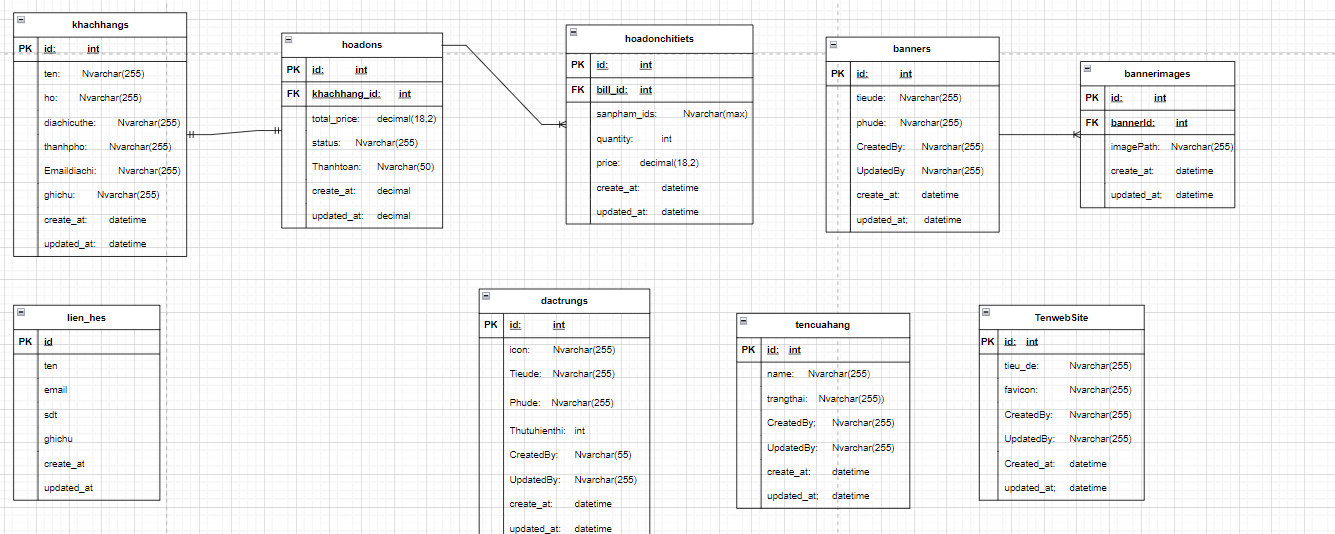 khachhangs
PK id: int
ten: Nvarchar(255)
ho: Nvarchar(255)
diachicuthe: Nvarchar(255)
thanhpho: Nvarchar(255)
Emaildiachi: Nvarchar(255)
ghichu: Nvarchar(255)
create_at: datetime
updated_at: datetime
hoadons
PK id: int
FK khachhang_id: int
total_price: decimal(18,2)
status: Nvarchar(255)
Thanhtoan: Nvarchar(50)
create_at: decimal
updated_at: decimal
hoadonchitiets
PK id: int
FK bill_id: int
sanpham_ids: Nvarchar(max)
quantity: int
price: decimal(18,2)
create_at: datetime
updated_at: datetime
banners
PK id: int
tieude: Nvarchar(255)
phude: Nvarchar(255)
CreatedBy: Nvarchar(255)
UpdatedBy Nvarchar(255)
create_at: datetime
updated_at; datetime
bannerimages
PK id: int
FK bannerId: int
imagePath: Nvarchar(255)
create_at: datetime
updated_at; datetime
lien_hes
PK id
ten
email
sdt
ghichu
create_at
updated_at
dactrungs
PK id: int
icon: Nvarchar(255)
Tieude: Nvarchar(255)
Phude: Nvarchar(255)
Thutuhienthi: int
CreatedBy: Nvarchar(55)
UpdatedBy: Nvarchar(255)
create_at: datetime
updated_at: datetime
tencuahang
PK id: int
name: Nvarchar(255)
trangthai: Nvarchar(255))
CreatedBy; Nvarchar(255)
UpdatedBy: Nvarchar(255)
create_at: datetime
updated_at; datetime
TenwebSite
PK id: int
tieu_de: Nvarchar(255)
favicon: Nvarchar(255)
CreatedBy: Nvarchar(255)
UpdatedBy: Nvarchar(255)
Created_at: datetime
updated_at; datetime